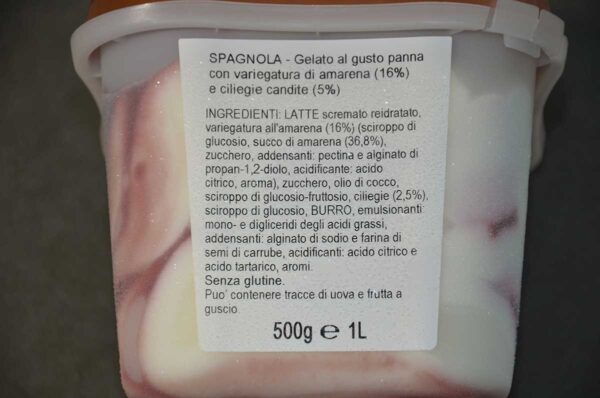 SPAGNOLA - Gelato al gusto panna
con variegatura di amarena (16%)
e ciliegie candite (5%)
INGREDIENTI: LATTE scremato reidratato,
variegatura all'amarena (16%) (sciroppo di
glucosio, succo di amarena (36,8%),
zucchero, addensanti: pectina e alginato di
propan-1,2-diolo, acidificante: acido
citrico, aroma), zucchero, olio di cocco,
sciroppo di glucosio-fruttosio, ciliegie (2,5%),
sciroppo di glucosio, BURRO, emulsionanti:
mono- e digliceridi degli acidi grassi,
addensanti: alginato di sodio e farina di
semi di carrube, acidificanti: acido citrico e
acido tartarico, aromi.
Senza glutine.
Puo' contenere tracce di uova e frutta a
guscio
500g e 1L